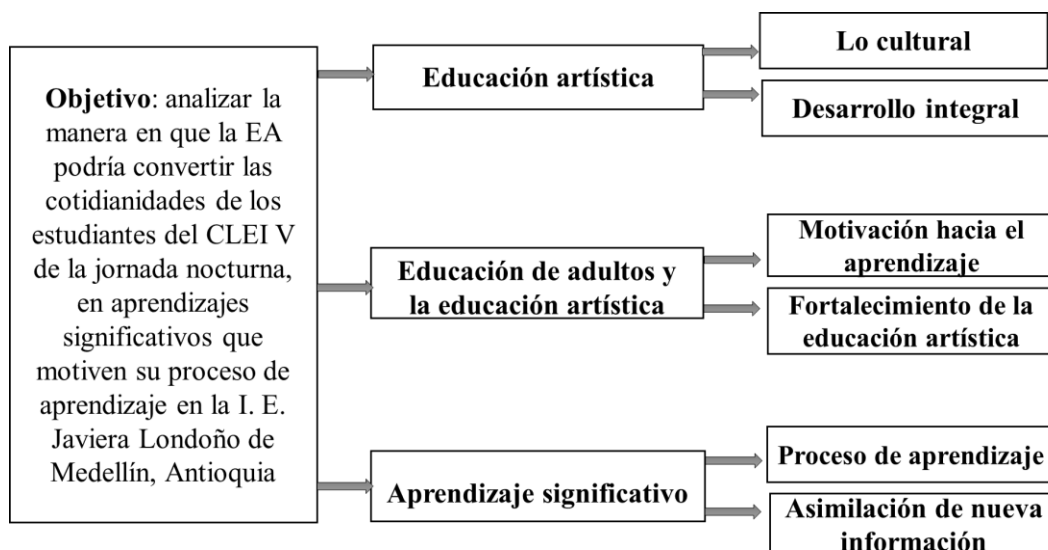 Objetivo: analizar la
manera en que la EA
podría convertir las
cotidianidades de los
estudiantes del CLEI V
de la jornada nocturna,
en aprendizajes
significativos que
motiven su proceso de
aprendizaje en la I. E.
Javiera Londoño de
Medellín, Antioquia
Educación artística
Lo cultural
Desarrollo integral
Educación de adultos y
la educación artística
Motivación hacia el
aprendizaje
Fortalecimiento de la
educación artística
Aprendizaje significativo
Proceso de aprendizaje
Asimilación de nueva
información